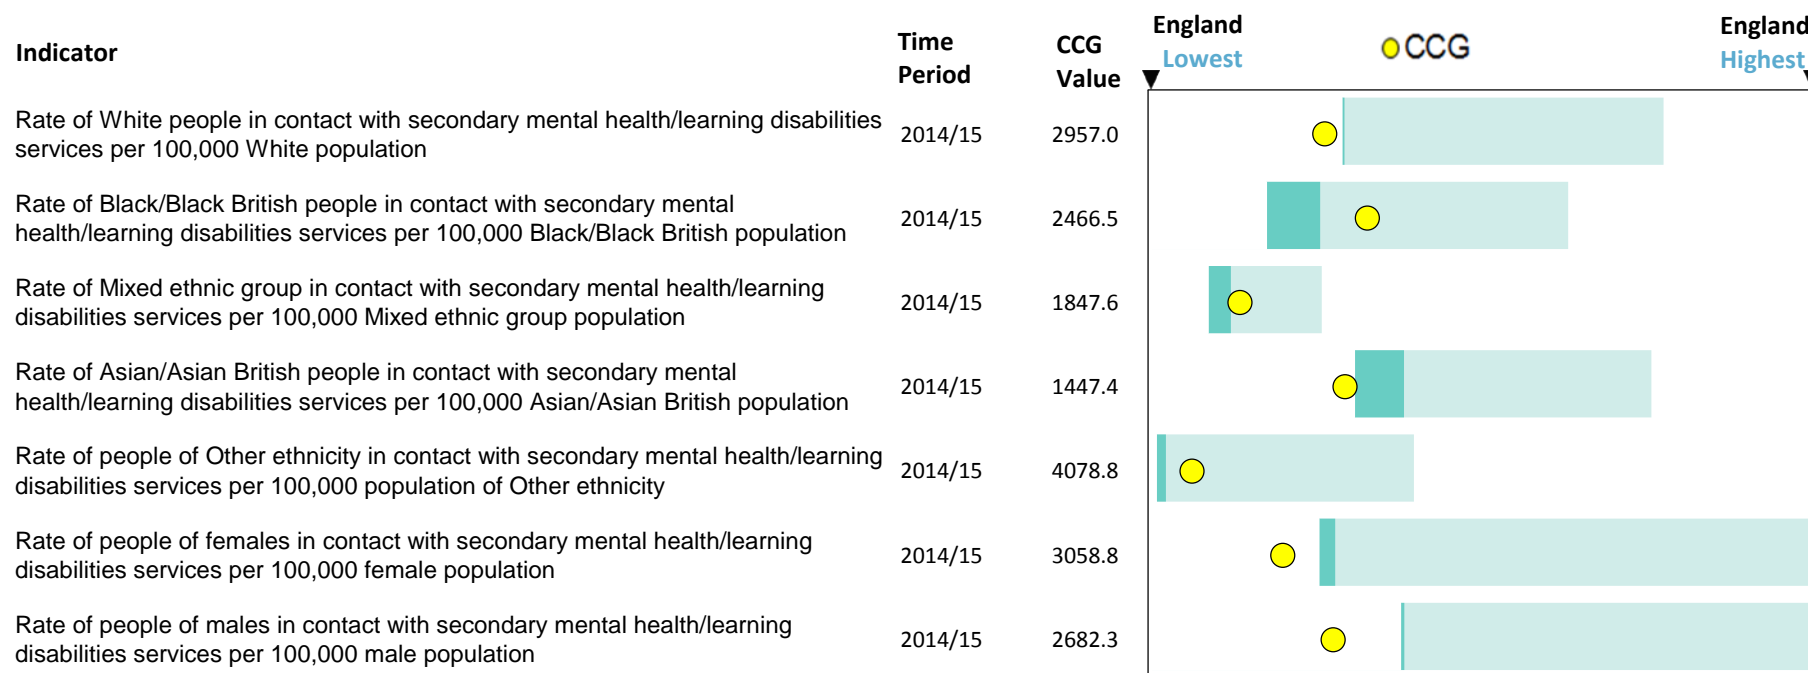 Indicator
Time Period
CCG Value
England Lowest
CCG
England Highest
Rate of White people in contact with secondary mental health/learning disabilities
services per 100,000 White population
2014/15
2957.0
Rate of Black/Black British people in contact with secondary mental
health/learning disabilities services per 100,000 Black/Black British population
2014/15
2466.5
Rate of Mixed ethnic group in contact with secondary mental health/learning
disabilities services per 100,000 Mixed ethnic group population
2014/15
1847.6
Rate of Asian/Asian British people in contact with secondary mental
health/learning disabilities services per 100,000 Asian/Asian British population
2014/15
1447.4
Rate of people of Other ethnicity in contact with secondary mental health/learning
disabilities services per 100,000 population of Other ethnicity
2014/15
4078.8
Rate of people of females in contact with secondary mental health/learning
disabilities services per 100,000 female population
2014/15
3058.8
Rate of people of males in contact with secondary mental health/learning
disabilities services per 100,000 male population
2014/15
2682.3